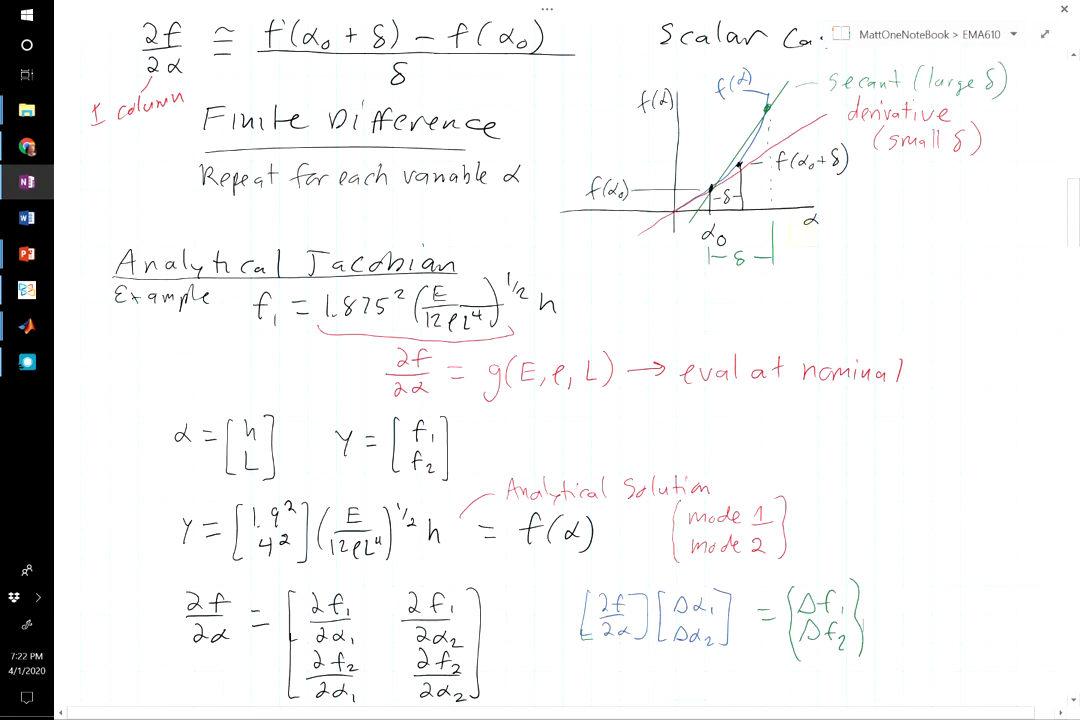 MattOneNoteBook > EMA610
∂f/∂α ≅ f(α₀ + δ) − f(α₀) / δ
1 column
Finite Difference
Repeat for each variable α
Scalar Ca
f(α)
f(α)
secant (large δ)
derivative
(small δ)
f(α₀+δ)
f(α₀)
δ
α
α₀
δ
Analytical Jacobian
Example f₁ = 1.875² (E/12ρL⁴)^1/2 h
∂f/∂α = g(E, ρ, L) → eval at nominal
α = [h L] Y = [f₁ f₂]
Analytical Solution
Y = [1.9² 4²] (E/12ρL⁴)^1/2 h = f(α) {mode 1 mode 2}
∂f/∂α = [∂f₁/∂α₁ ∂f₁/∂α₂ ∂f₂/∂α₁ ∂f₂/∂α₂] [∂f/∂α] [Δα₁ Δα₂] = {Δf₁ Δf₂}
7:22 PM
4/1/2020